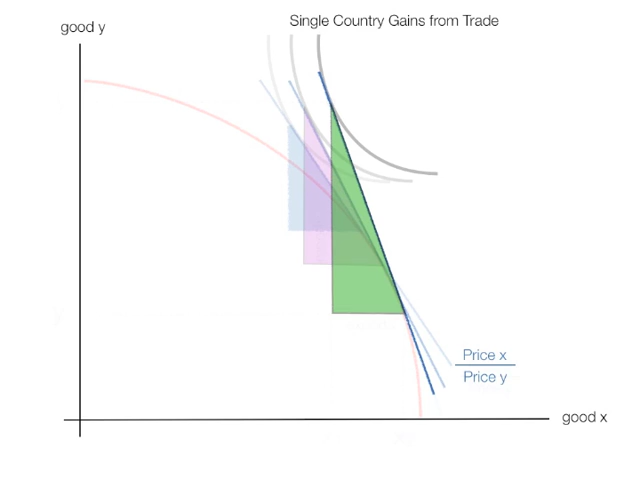 Single Country Gains from Trade
good y
Price x
Price y
good x